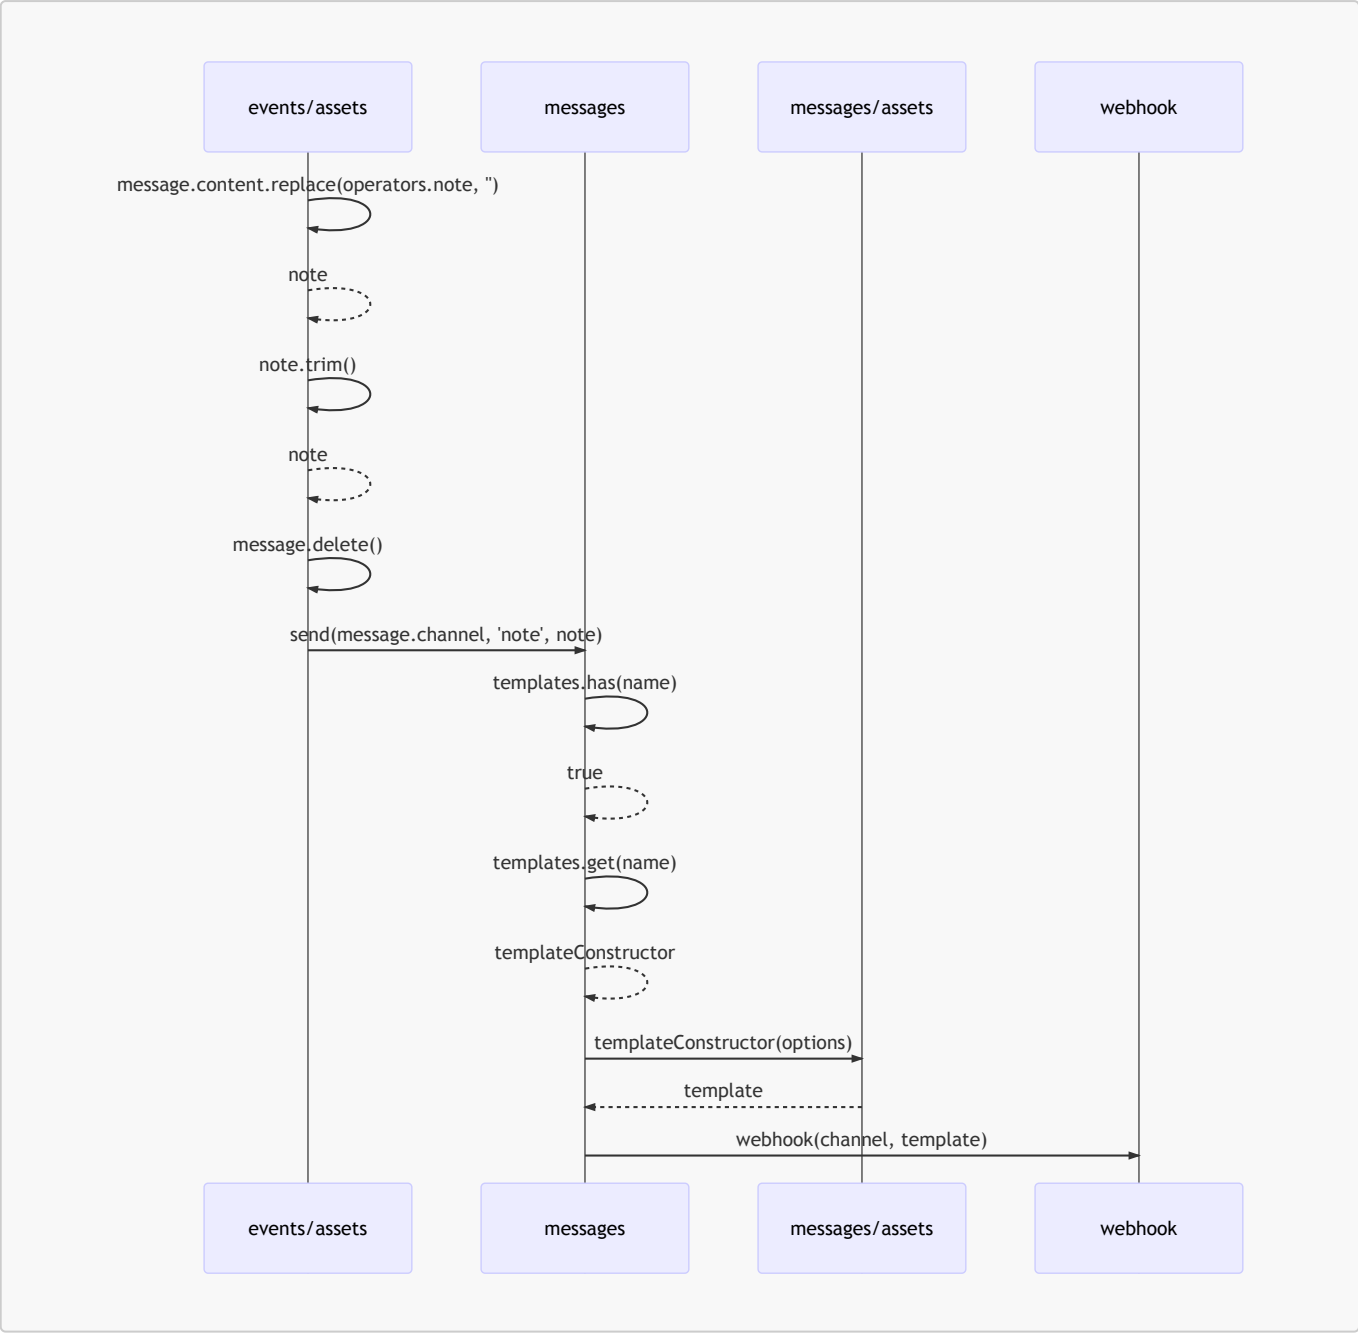 events/assets
messages
messages/assets
webhook
message.content.replace(operators.note, '')
note
note.trim()
note
message.delete()
send(message.channel, 'note', note)
templates.has(name)
true
templates.get(name)
templateConstructor
templateConstructor(options)
template
webhook(channel, template)
events/assets
messages
messages/assets
webhook